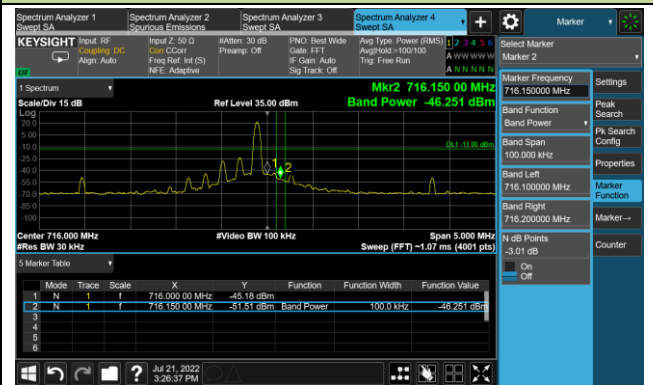 Spectrum Analyzer 1
Swept SA
Spectrum Analyzer 2
Spurious Emissions
Spectrum Analyzer 3
Swept SA
Spectrum Analyzer 4
Swept SA
+
Marker
KEYSIGHT
Input: RF
Coupling: DC
Align: Auto
Input Z: 50 Ω
Corr CCorr
Freq Ref: Int (S)
NFE: Adaptive
#Atten: 30 dB
Preamp: Off
PNO: Best Wide
Gate: FFT
IF Gain: Auto
Sig Track: Off
Avg Type: Power (RMS)
Avg|Hold:>100/100
Trig: Free Run
1 2 3 4 5 6
A W W W W W
A N N N N N
Select Marker
Marker 2
LW
1 Spectrum
Mkr2 716.150 00 MHz
Scale/Div 15 dB
Ref Level 35.00 dBm
Band Power -46.251 dBm
Log
20.0
5.00
-10.0
-25.0
-40.0
-55.0
-70.0
-85.0
-100
DL1 -13.00 dBm
1
2
Center 716.000 MHz
#Video BW 100 kHz
Span 5.000 MHz
#Res BW 30 kHz
Sweep (FFT) ~1.07 ms (4001 pts)
5 Marker Table
Mode Trace Scale X Y Function Function Width Function Value
1 N 1 f 716.000 00 MHz -45.18 dBm
2 N 1 f 716.150 00 MHz -51.51 dBm Band Power 100.0 kHz -46.251 dBm
3
4
5
6
Marker Frequency
716.150000 MHz
Band Function
Band Power
Band Span
100.000 kHz
Band Left
716.100000 MHz
Band Right
716.200000 MHz
N dB Points
-3.01 dB
On
Off
Settings
Peak
Search
Pk Search
Config
Properties
Marker
Function
Marker→
Counter
?
Jul 21, 2022
3:26:37 PM